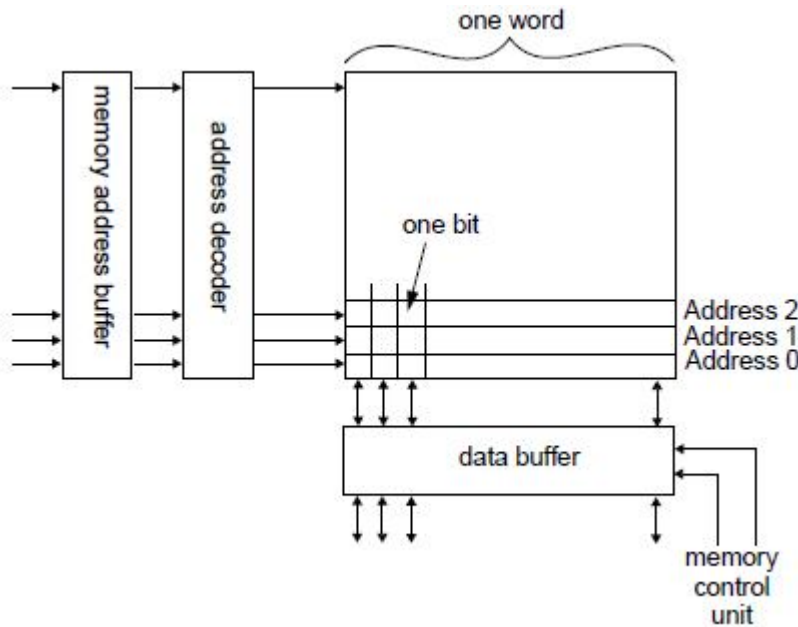 one word
memory address buffer
address decoder
one bit
Address 2
Address 1
Address 0
data buffer
memory
control
unit